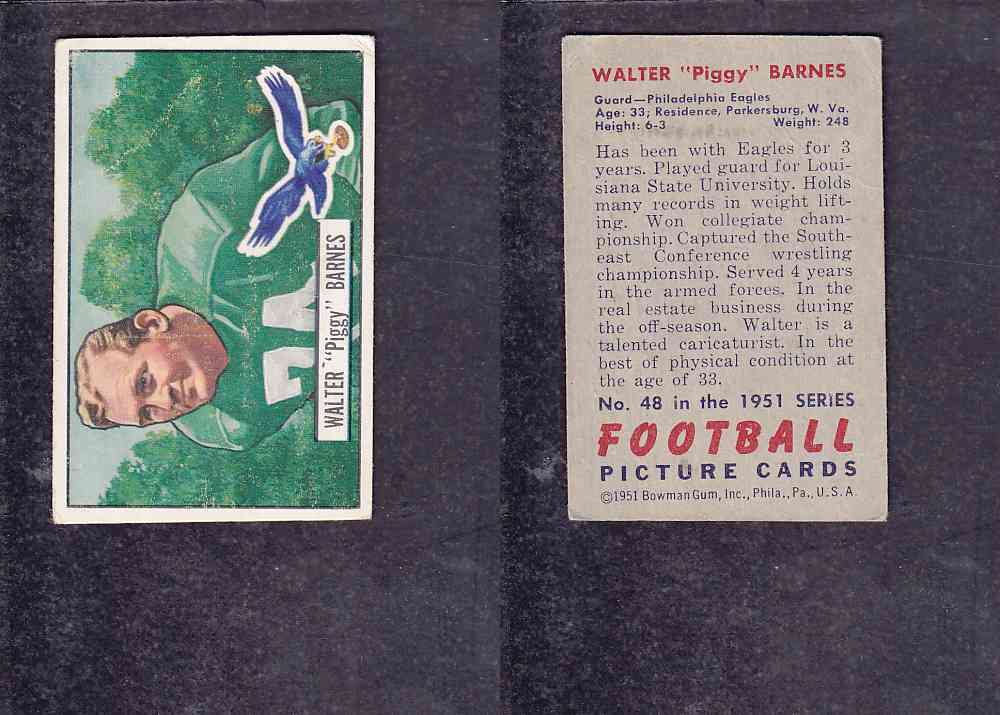 WALTER "Piggy" BARNES
74
WALTER "Piggy" BARNES
Guard—Philadelphia Eagles
Age: 33; Residence, Parkersburg, W. Va.
Height: 6-3 Weight: 248
Has been with Eagles for 3
years. Played guard for Loui-
siana State University. Holds
many records in weight lift-
ing. Won collegiate cham-
pionship. Captured the South-
east Conference wrestling
championship. Served 4 years
in the armed forces. In the
real estate business during
the off-season. Walter is a
talented caricaturist. In the
best of physical condition at
the age of 33.
No. 48 in the 1951 SERIES
FOOTBALL
PICTURE CARDS
©1951 Bowman Gum, Inc., Phila., Pa., U.S.A.